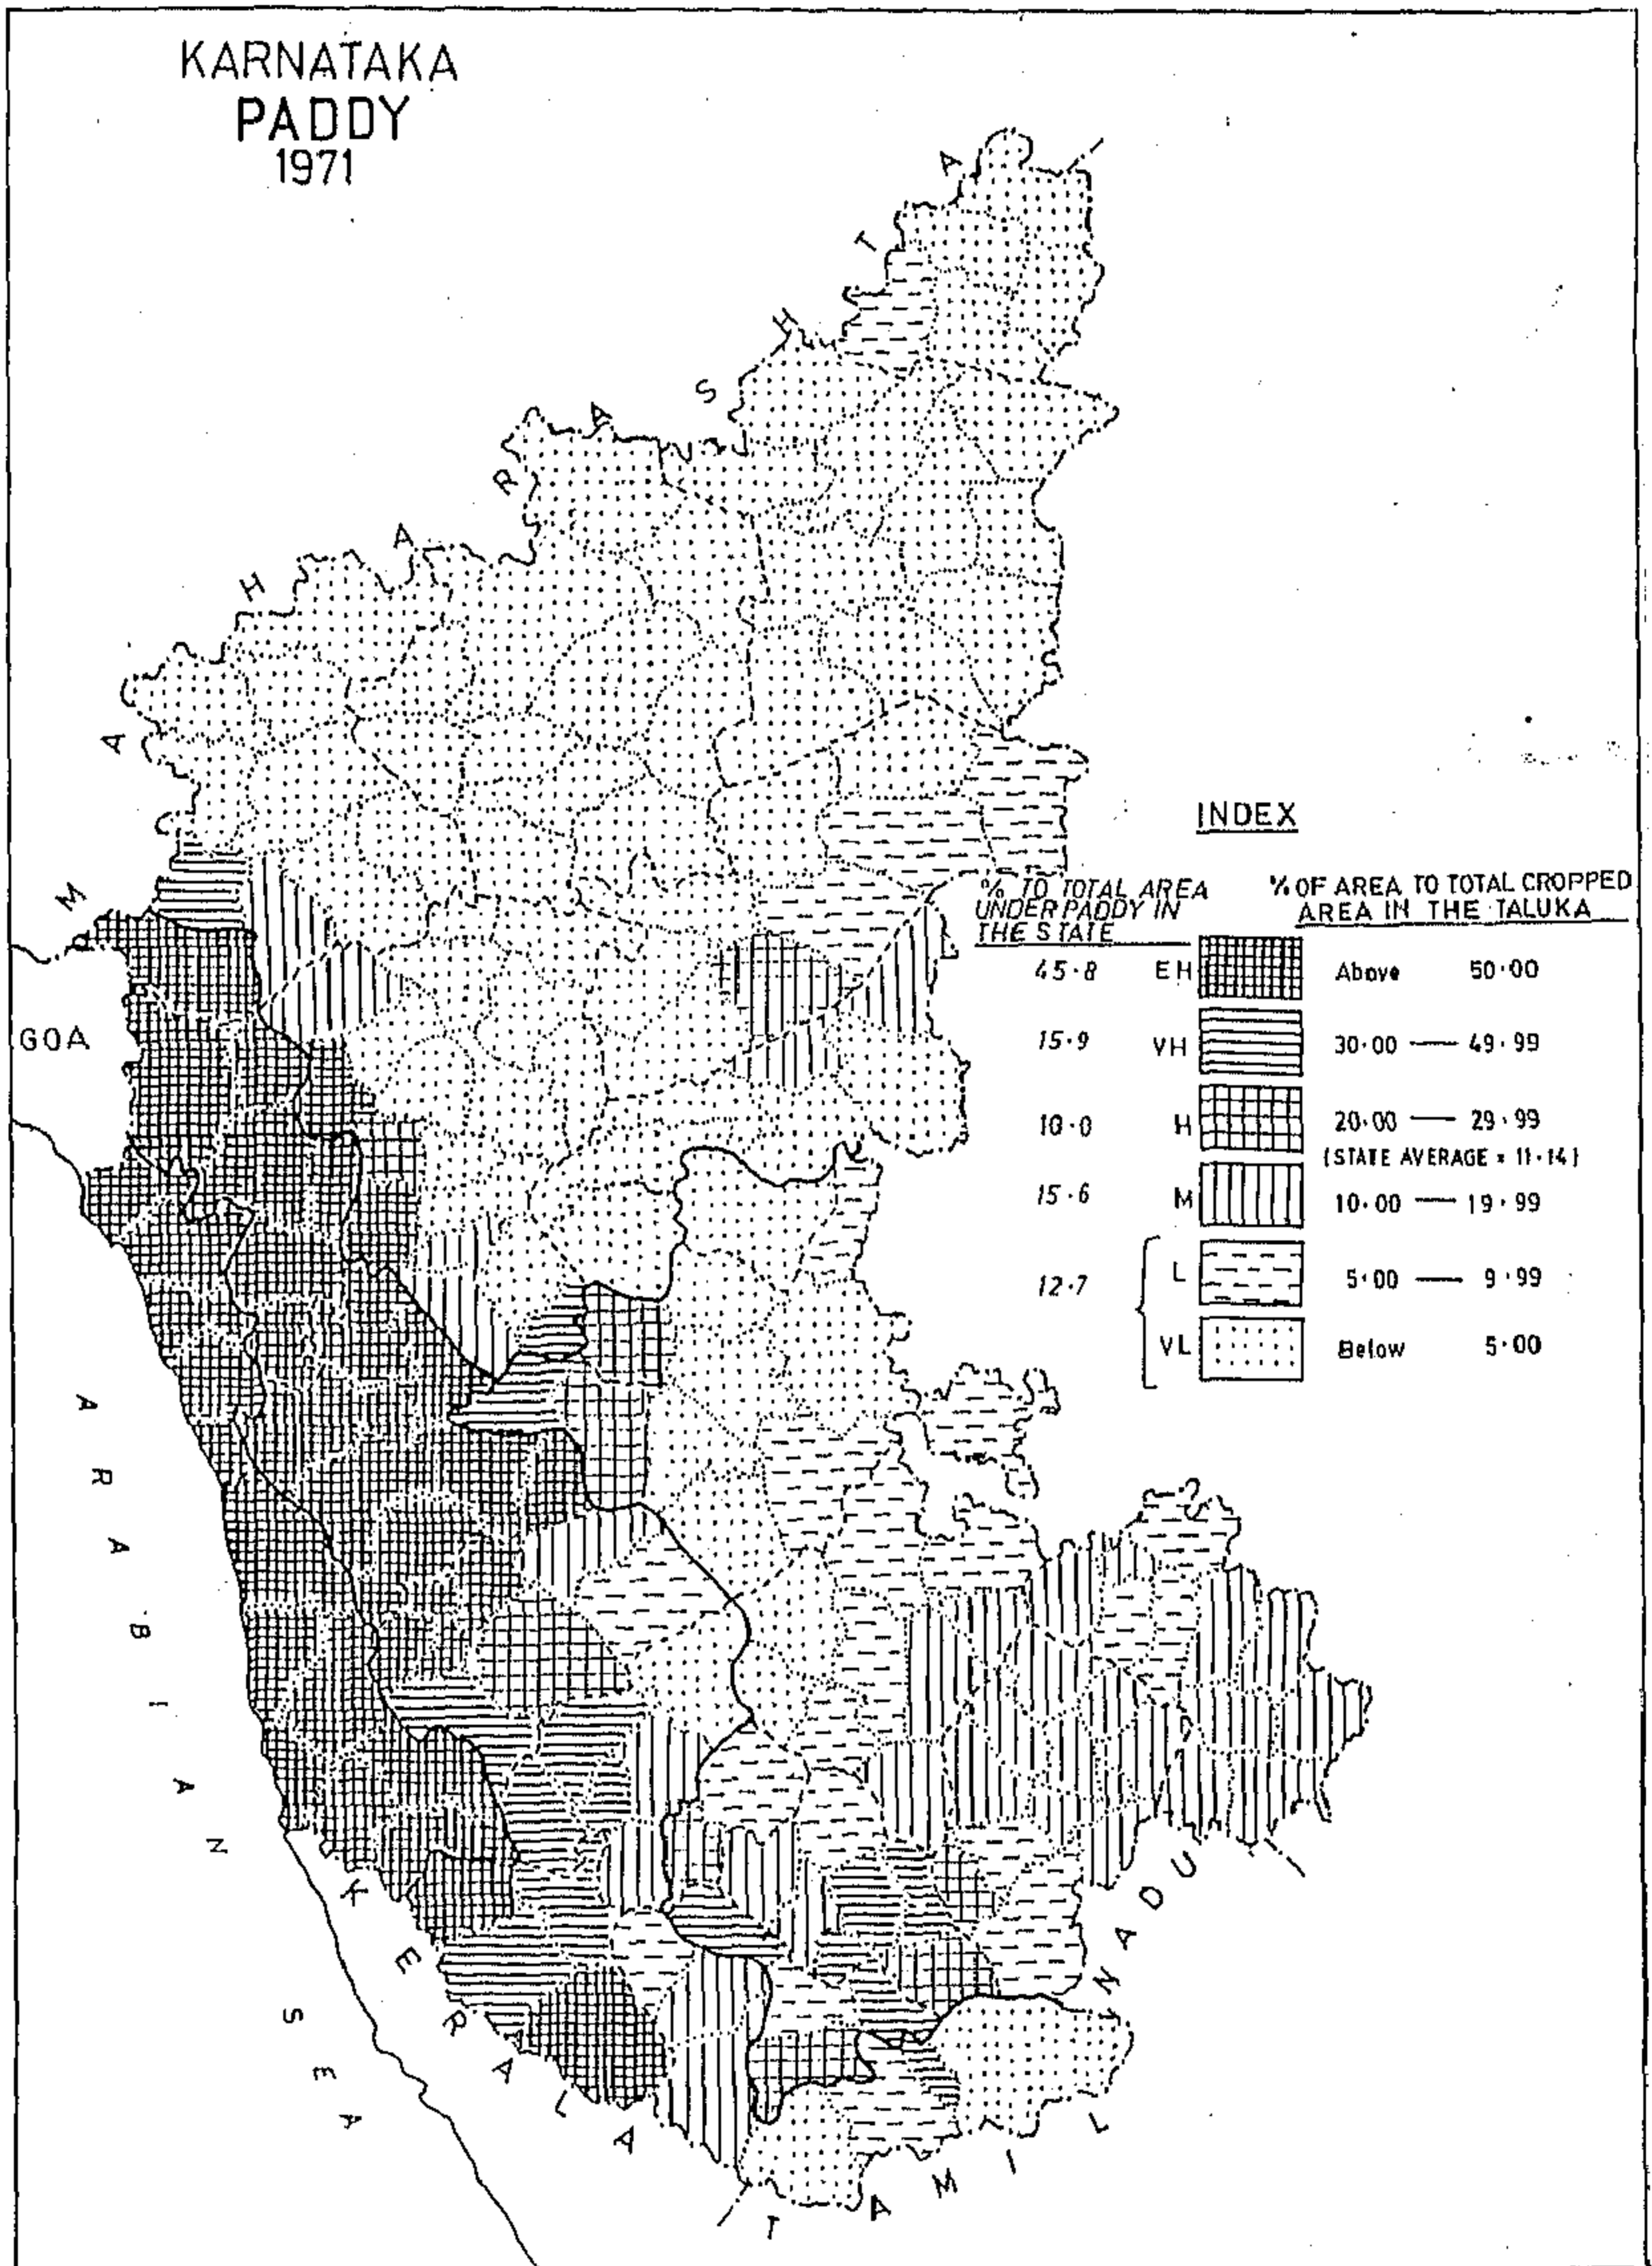 KARNATAKA
PADDY
1971
MAHARASHTRA
GOA
ARABIAN SEA
KERALA
TAMIL NADU
INDEX
% TO TOTAL AREA
UNDER PADDY IN
THE STATE
% OF AREA TO TOTAL CROPPED
AREA IN THE TALUKA
45·8 EH Above 50·00
15·9 VH 30·00 — 49·99
10·0 H 20·00 — 29·99
(STATE AVERAGE = 11·14)
15·6 M 10·00 — 19·99
12·7
L 5·00 — 9·99
VL Below 5·00